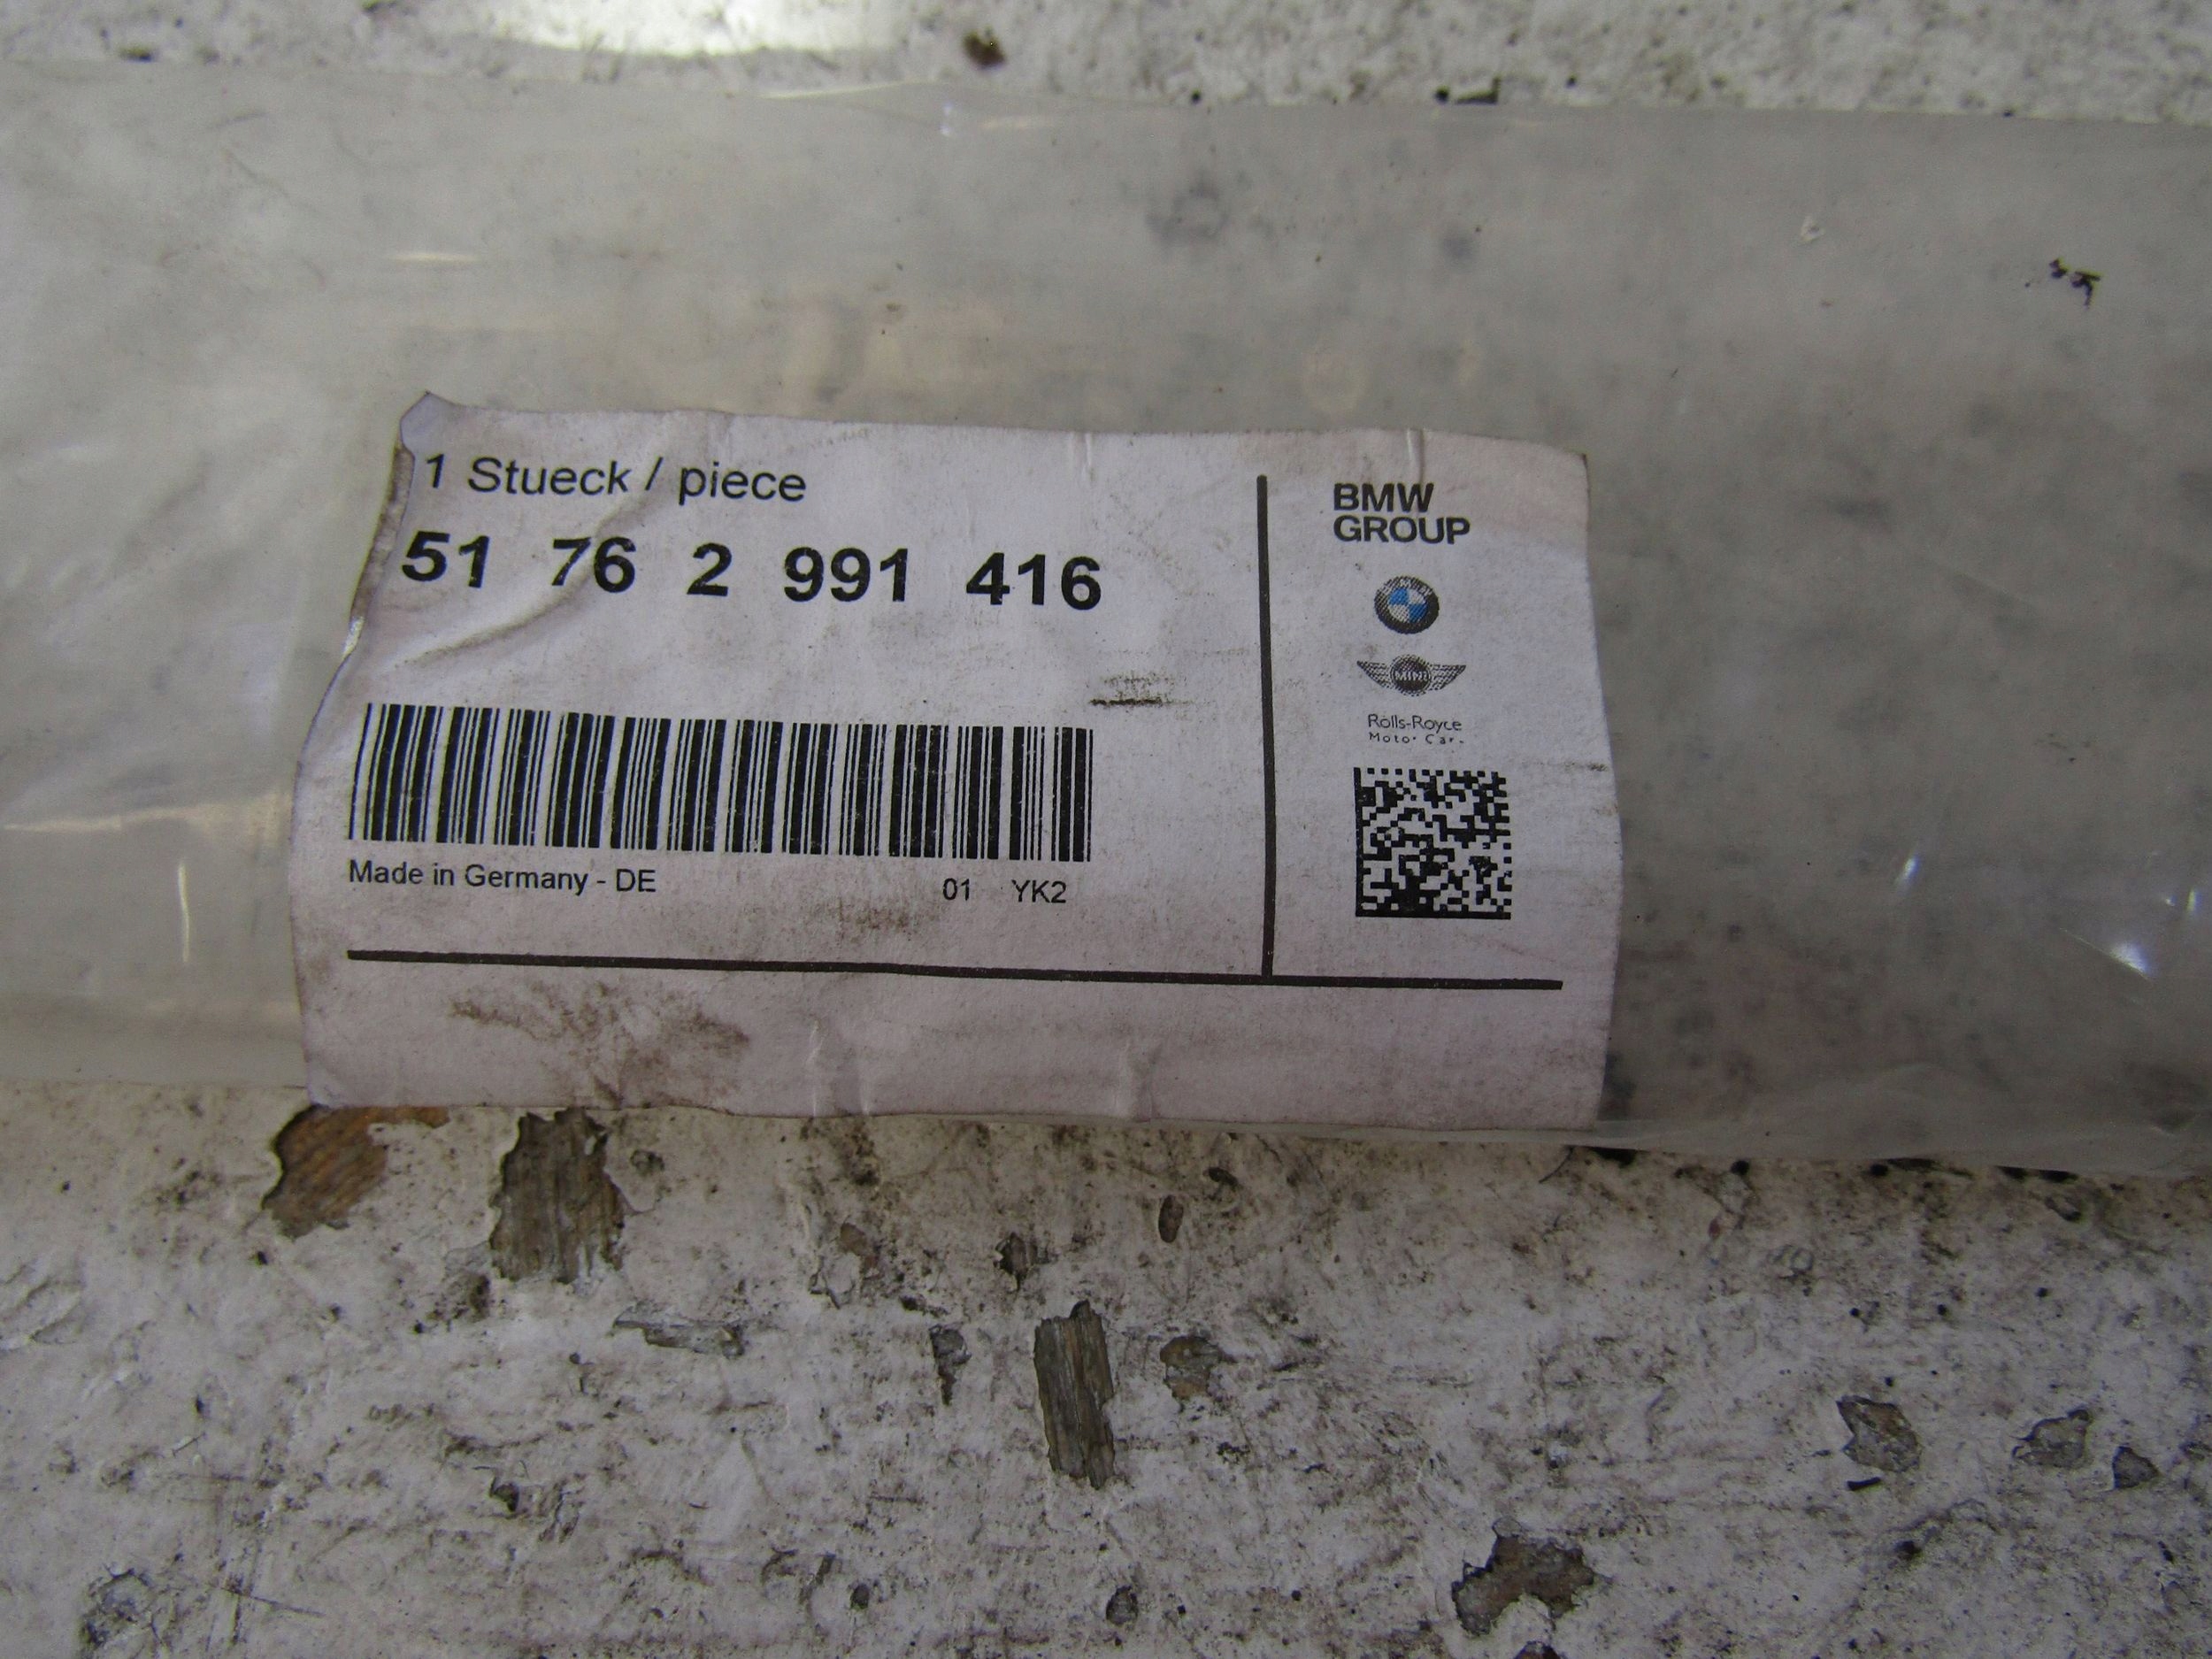 1 Stueck / piece
51 76 2 991 416
Made in Germany - DE
01 YK2
BMW
GROUP
MINI
Rolls-Royce
Motor